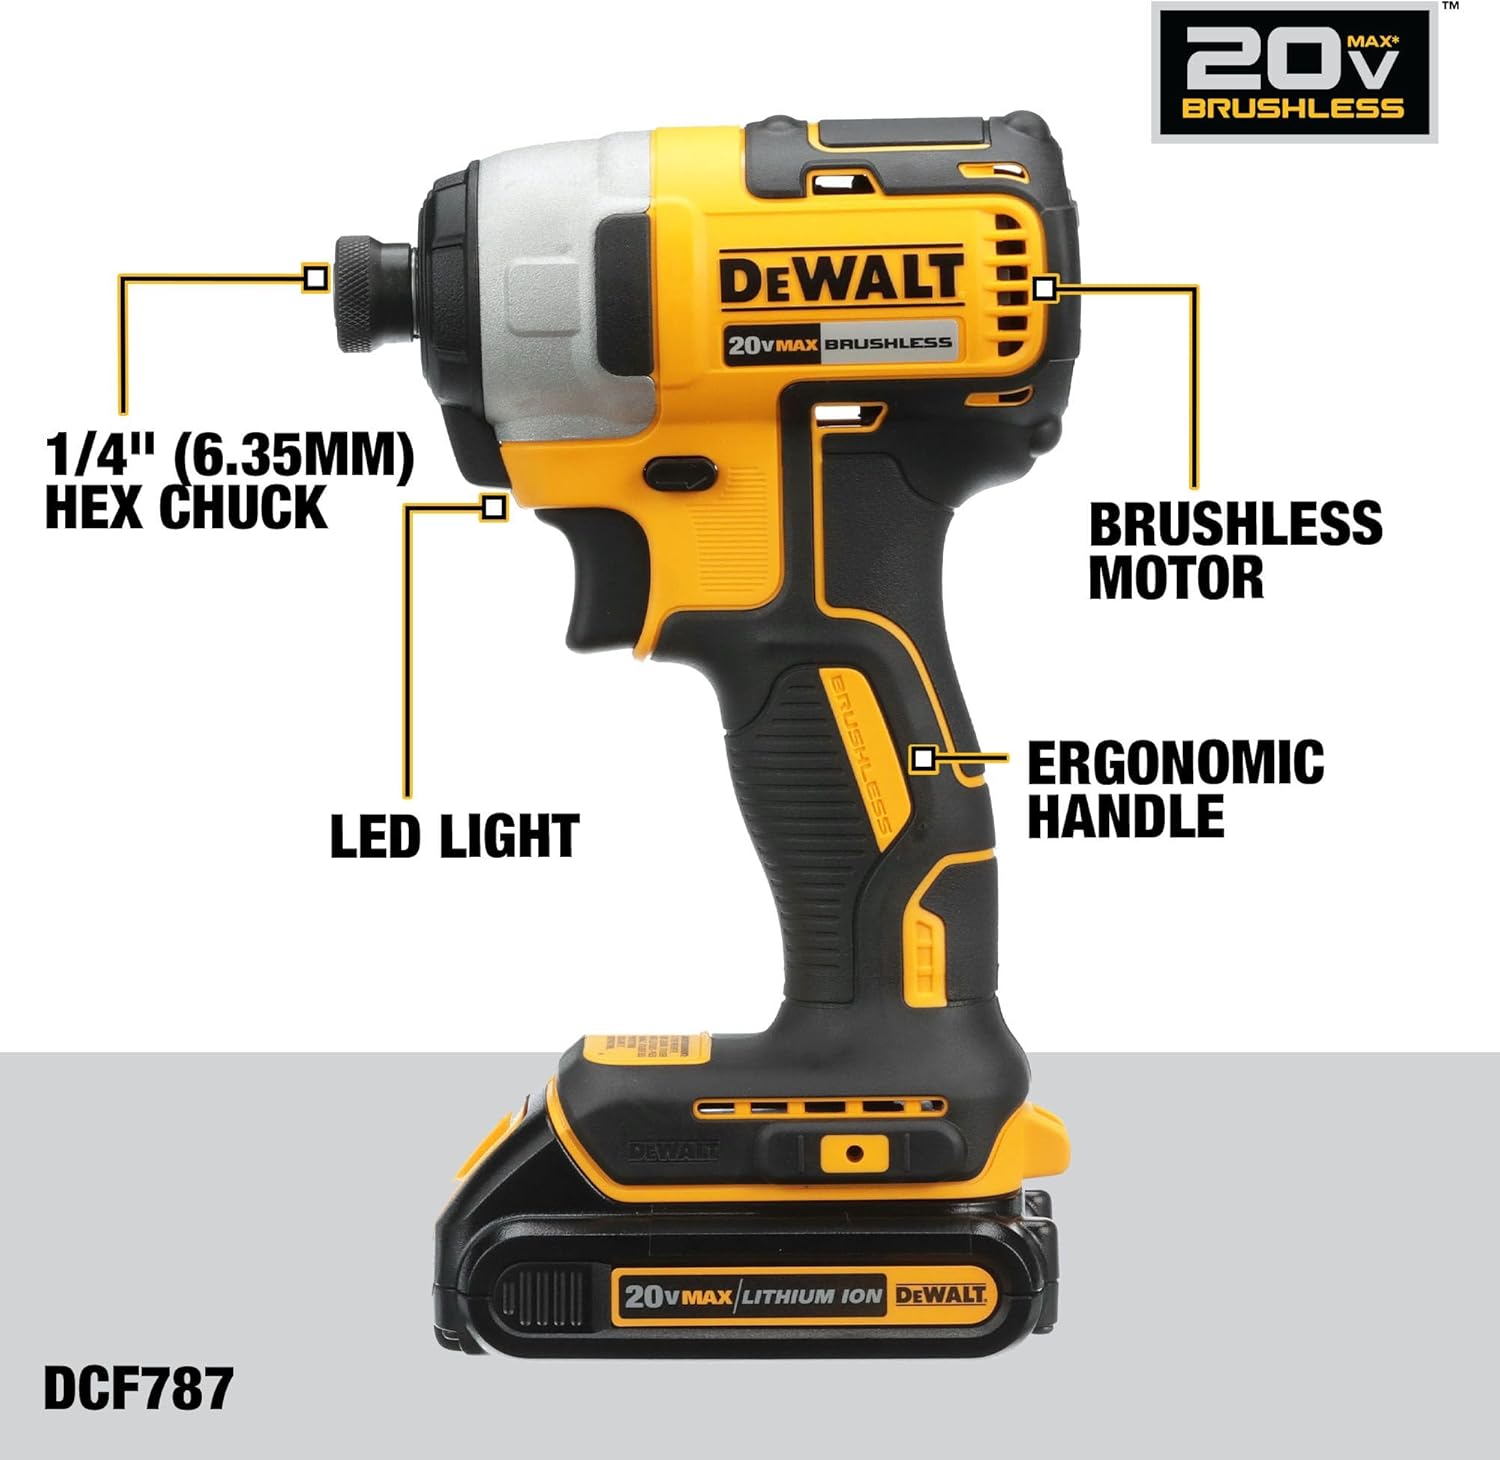 20V MAX*
BRUSHLESS
™
DEWALT
20V MAX BRUSHLESS
1/4" (6.35MM)
HEX CHUCK
BRUSHLESS
MOTOR
BRUSHLESS
ERGONOMIC
HANDLE
LED LIGHT
DEWALT
20V MAX/LITHIUM ION DEWALT
DCF787